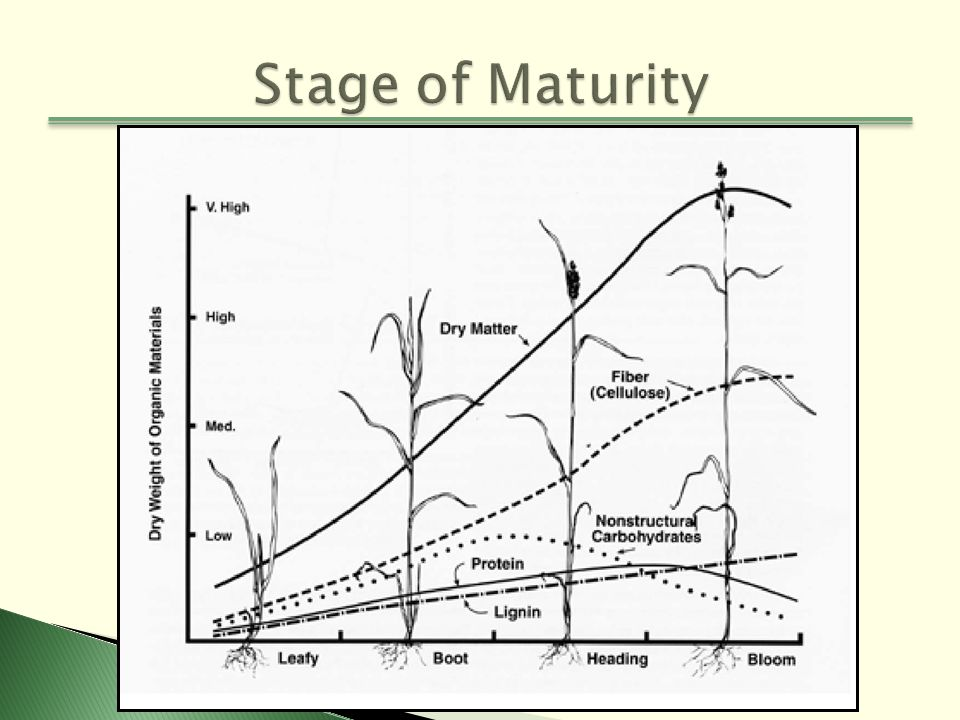 Stage of Maturity
V. High
High
Med.
Low
Dry Weight of Organic Materials
Dry Matter
Fiber
(Cellulose)
Nonstructural
Carbohydrates
Protein
Lignin
Leafy
Boot
Heading
Bloom